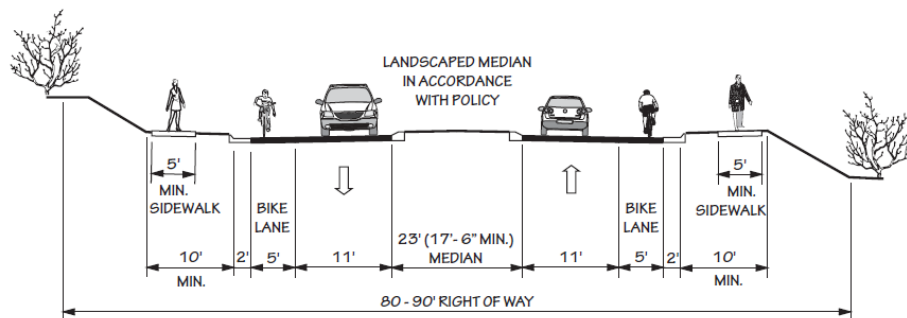 LANDSCAPED MEDIAN
IN ACCORDANCE
WITH POLICY
5'
MIN.
SIDEWALK
BIKE
LANE
23' (17'- 6" MIN.)
MEDIAN
BIKE
LANE
5'
MIN.
SIDEWALK
10'
MIN.
2'
5'
11'
11'
5'
2'
10'
MIN.
80 - 90' RIGHT OF WAY